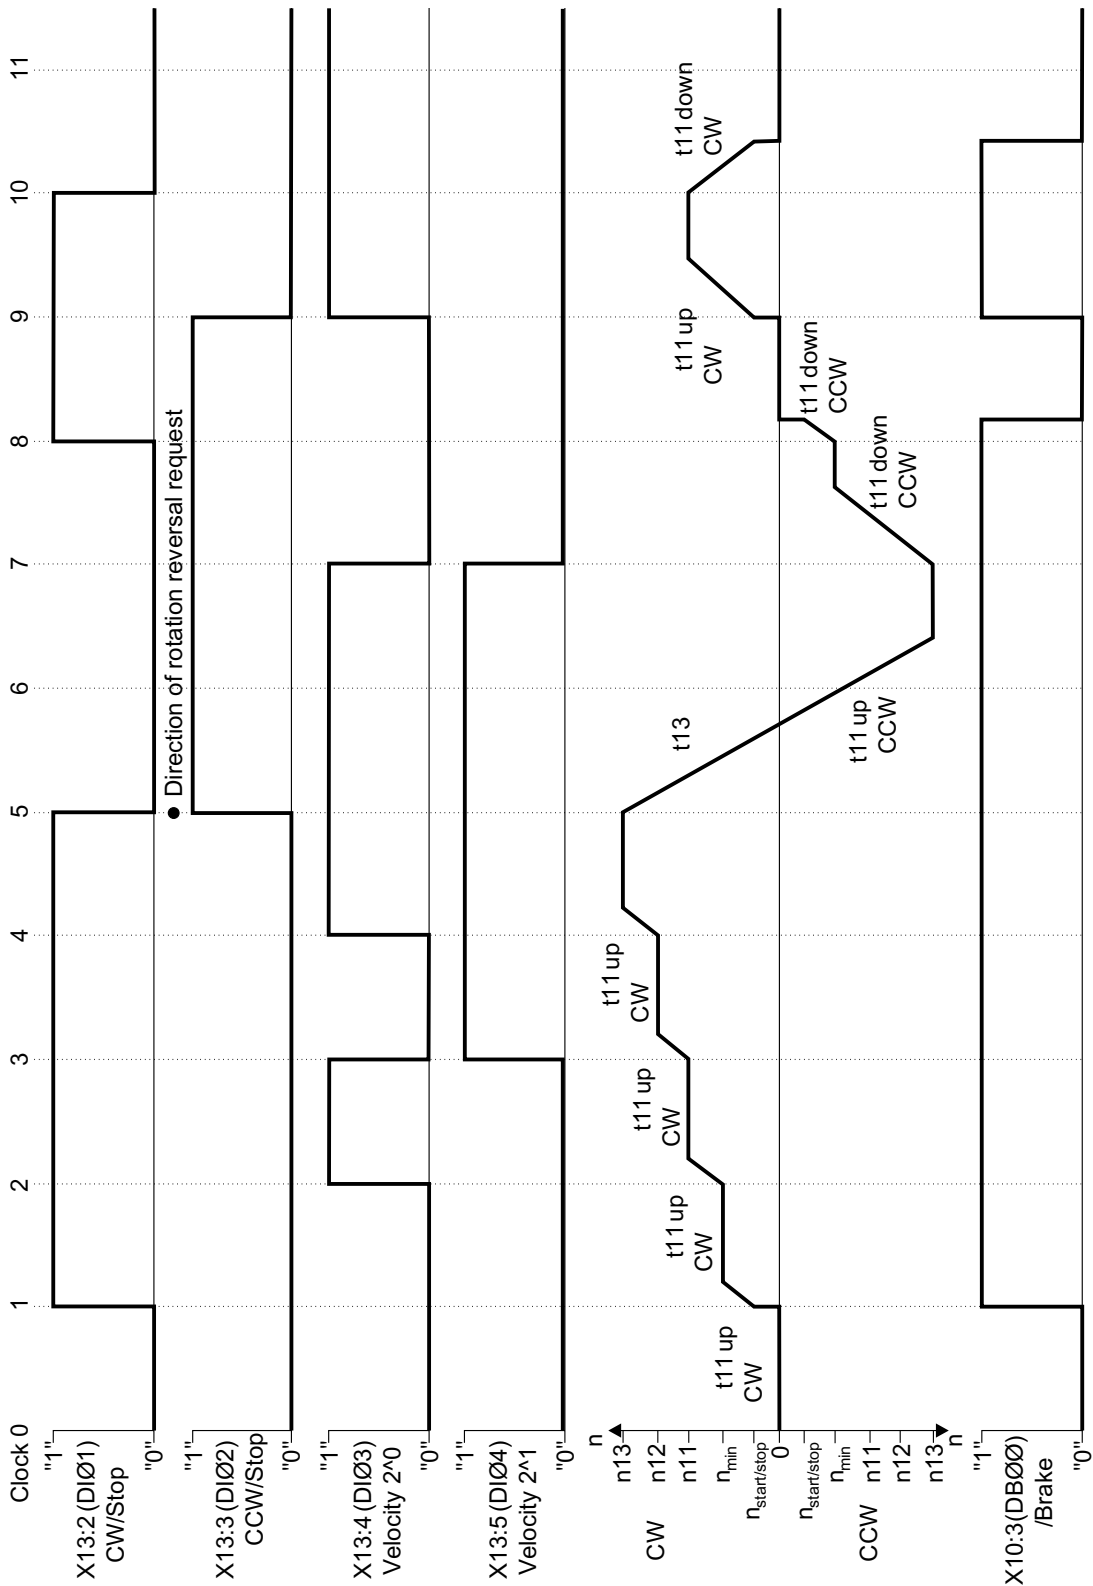 Clock 0 1 2 3 4 5 6 7 8 9 10 11
"1"
X13:2 (DIØ1)
CW/Stop
"0"
Direction of rotation reversal request
"1"
X13:3 (DIØ2)
CCW/Stop
"0"
"1"
X13:4 (DIØ3)
Velocity 2^0
"0"
"1"
X13:5 (DIØ4)
Velocity 2^1
"0"
n
n13
n12
n11
nmin
nstart/stop
0
nstart/stop
nmin
n11
n12
n13
n
CW
CCW
t11 up
CW
t11 up
CW
t11 up
CW
t11 up
CW
t13
t11 up
CCW
t11 down
CCW
t11 down
CCW
t11 up
CW
t11 down
CW
"1"
X10:3(DBØØ)
/Brake
"0"